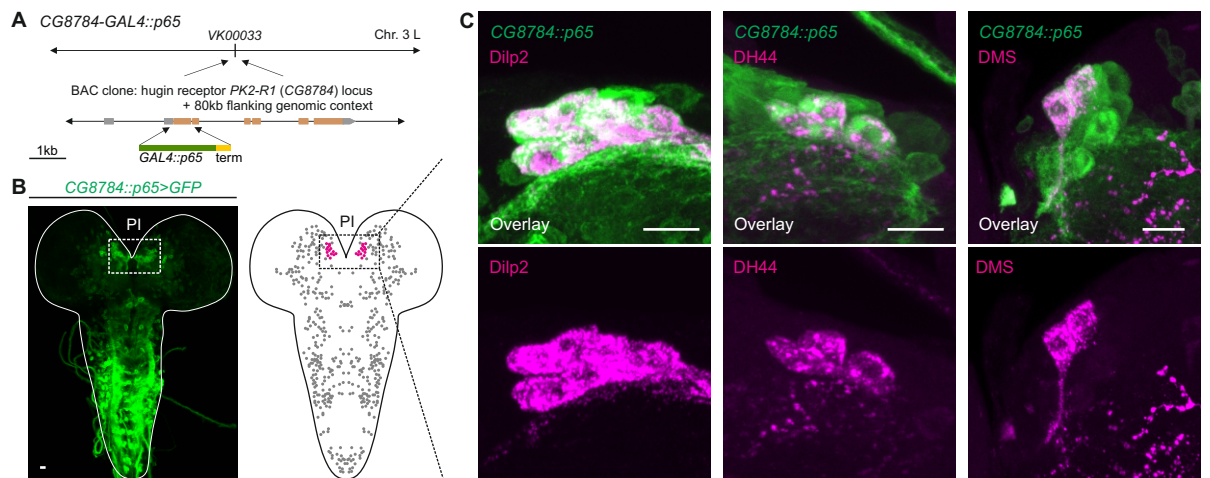 A
CG8784-GAL4::p65
VK00033
Chr. 3 L
BAC clone: hugin receptor PK2-R1 (CG8784) locus
+ 80kb flanking genomic context
1kb
GAL4::p65
term
B
CG8784::p65>GFP
PI
PI
C
CG8784::p65
Dilp2
Overlay
CG8784::p65
DH44
Overlay
CG8784::p65
DMS
Overlay
Dilp2
DH44
DMS